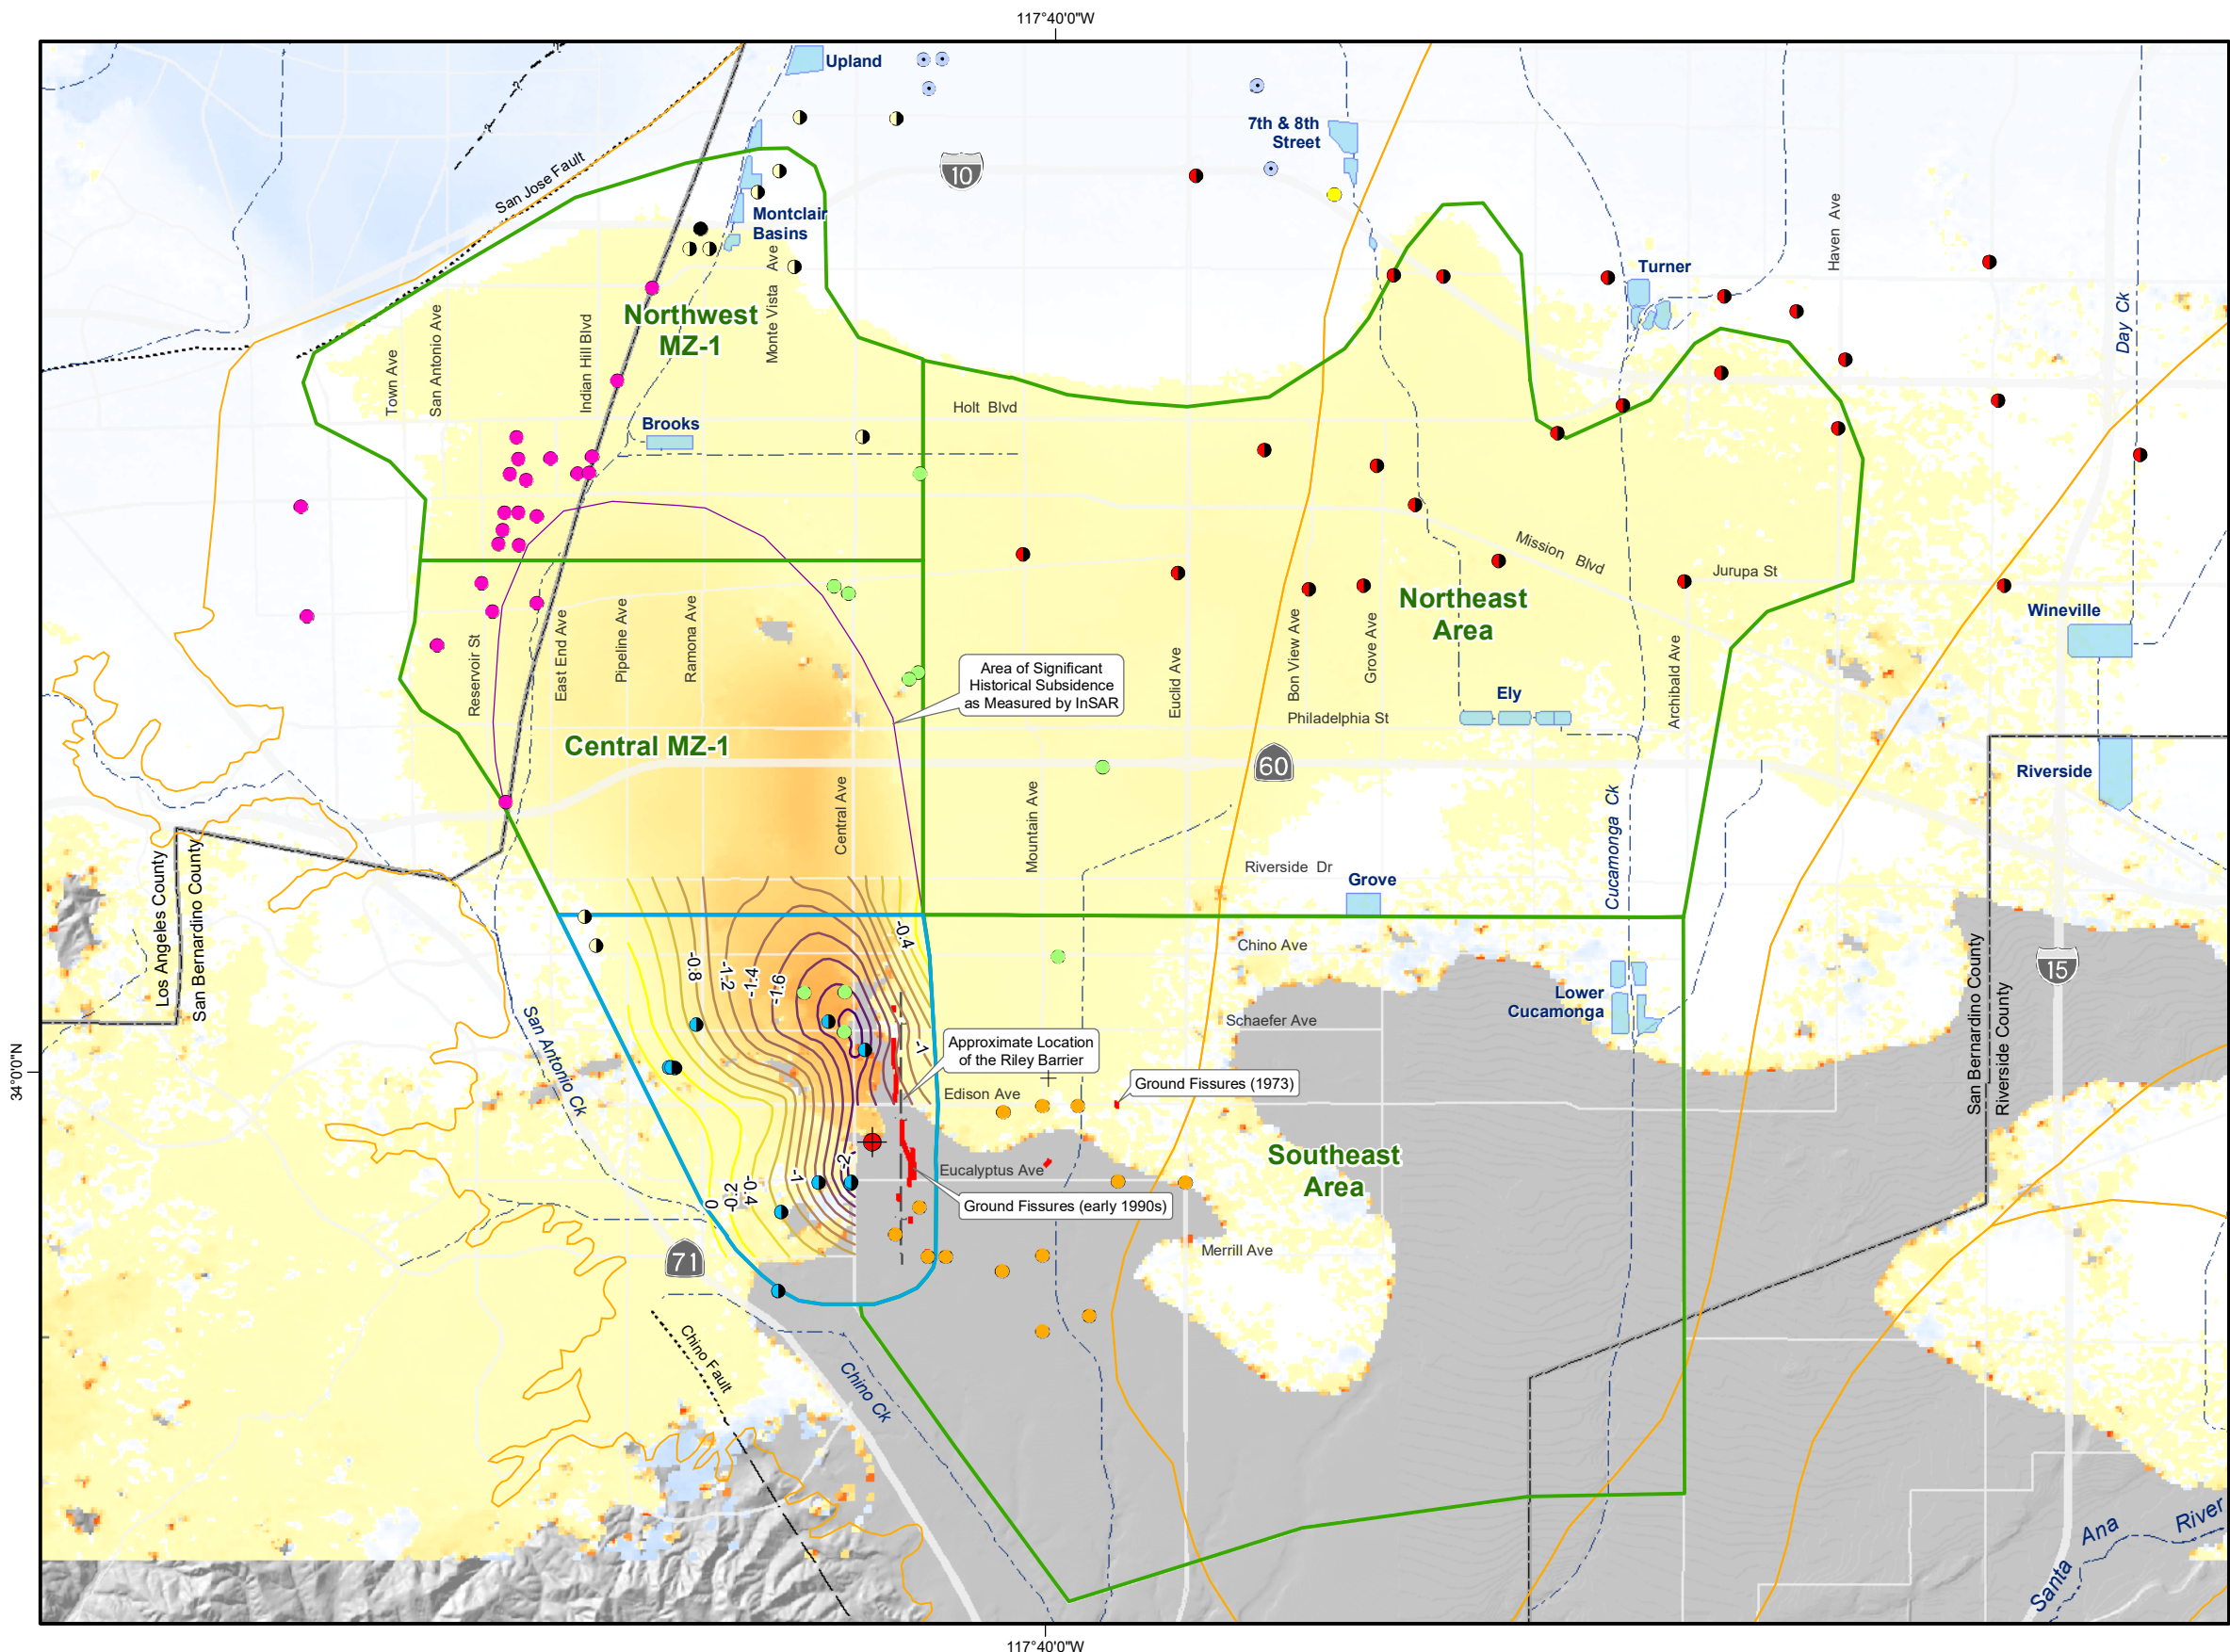 117°40'0"W
Upland
7th & 8th
Street
10
?
?
San Jose Fault
Montclair
Basins
Haven Ave
Turner
Day Ck
Northwest
MZ-1
Monte Vista Ave
Town Ave
San Antonio Ave
Indian Hill Blvd
Holt Blvd
Brooks
Mission Blvd
Jurupa St
Northeast
Area
Wineville
Reservoir St
East End Ave
Pipeline Ave
Ramona Ave
Area of Significant
Historical Subsidence
as Measured by InSAR
Euclid Ave
Bon View Ave
Grove Ave
Archibald Ave
Ely
Philadelphia St
Central MZ-1
60
Riverside
Central Ave
Mountain Ave
Cucamonga Ck
Riverside Dr
Grove
Los Angeles County
San Bernardino County
-0.4
Chino Ave
-0.8
-1.2
-1.4
-1.6
15
Lower
Cucamonga
San Bernardino County
Riverside County
Schaefer Ave
San Antonio Ck
-1
Approximate Location
of the Riley Barrier
34°0'0"N
Edison Ave
Ground Fissures (1973)
Southeast
Area
-2
Eucalyptus Ave
0
-0.2
-0.4
-1
Ground Fissures (early 1990s)
71
Merrill Ave
Chino Fault
Chino Ck
Santa Ana River
117°40'0"W